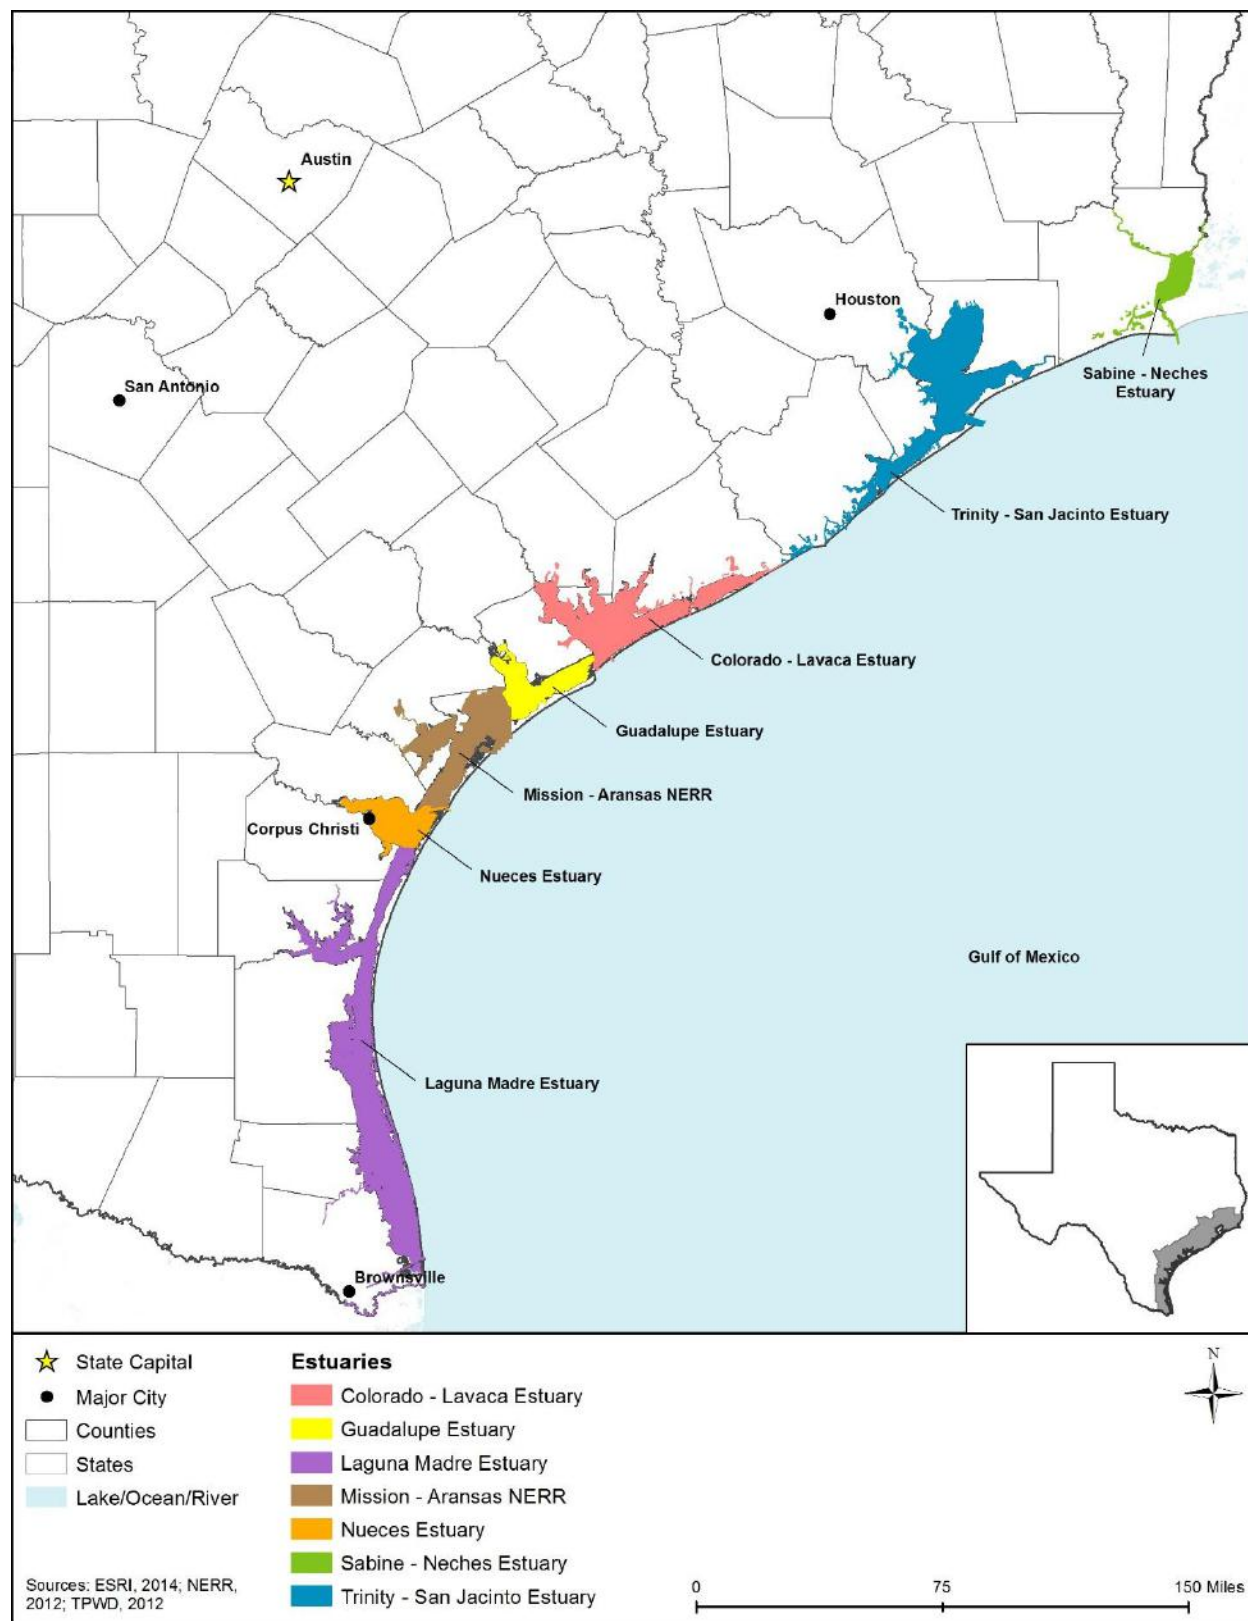 Austin
Houston
San Antonio
Sabine - Neches
Estuary
Trinity - San Jacinto Estuary
Colorado - Lavaca Estuary
Guadalupe Estuary
Mission - Aransas NERR
Corpus Christi
Nueces Estuary
Gulf of Mexico
Laguna Madre Estuary
Brownsville
State Capital
Major City
Counties
States
Lake/Ocean/River
Sources: ESRI, 2014; NERR,
2012; TPWD, 2012
Estuaries
Colorado - Lavaca Estuary
Guadalupe Estuary
Laguna Madre Estuary
Mission - Aransas NERR
Nueces Estuary
Sabine - Neches Estuary
Trinity - San Jacinto Estuary
N
0 75 150 Miles